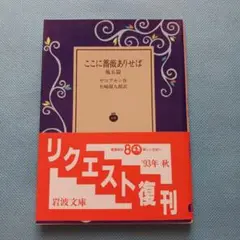 ここに薔薇ありせば
他五篇
ヤコブセン作
矢崎源九郎訳
リクエスト復刊
'93年 秋
岩波文庫